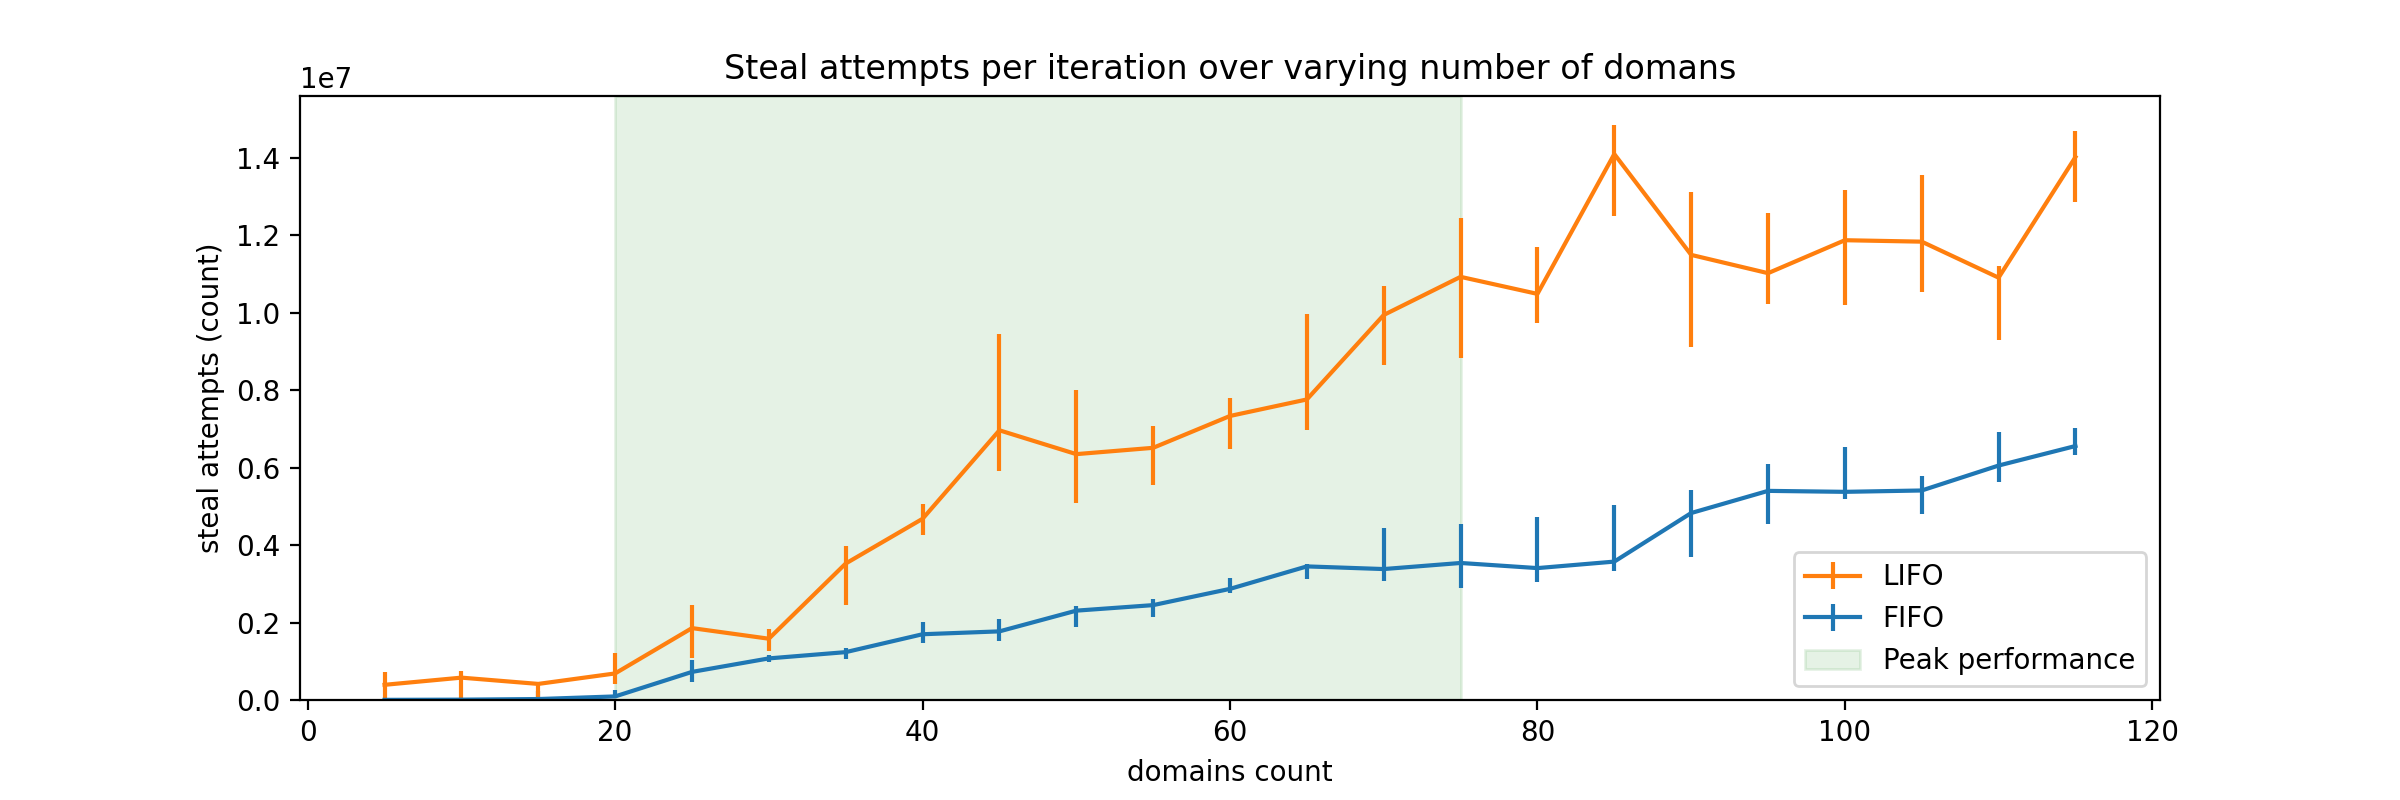 Steal attempts per iteration over varying number of domans
1e7
1.4
1.2
1.0
0.8
0.6
0.4
0.2
0.0
steal attempts (count)
LIFO
FIFO
Peak performance
0 20 40 60 80 100 120
domains count